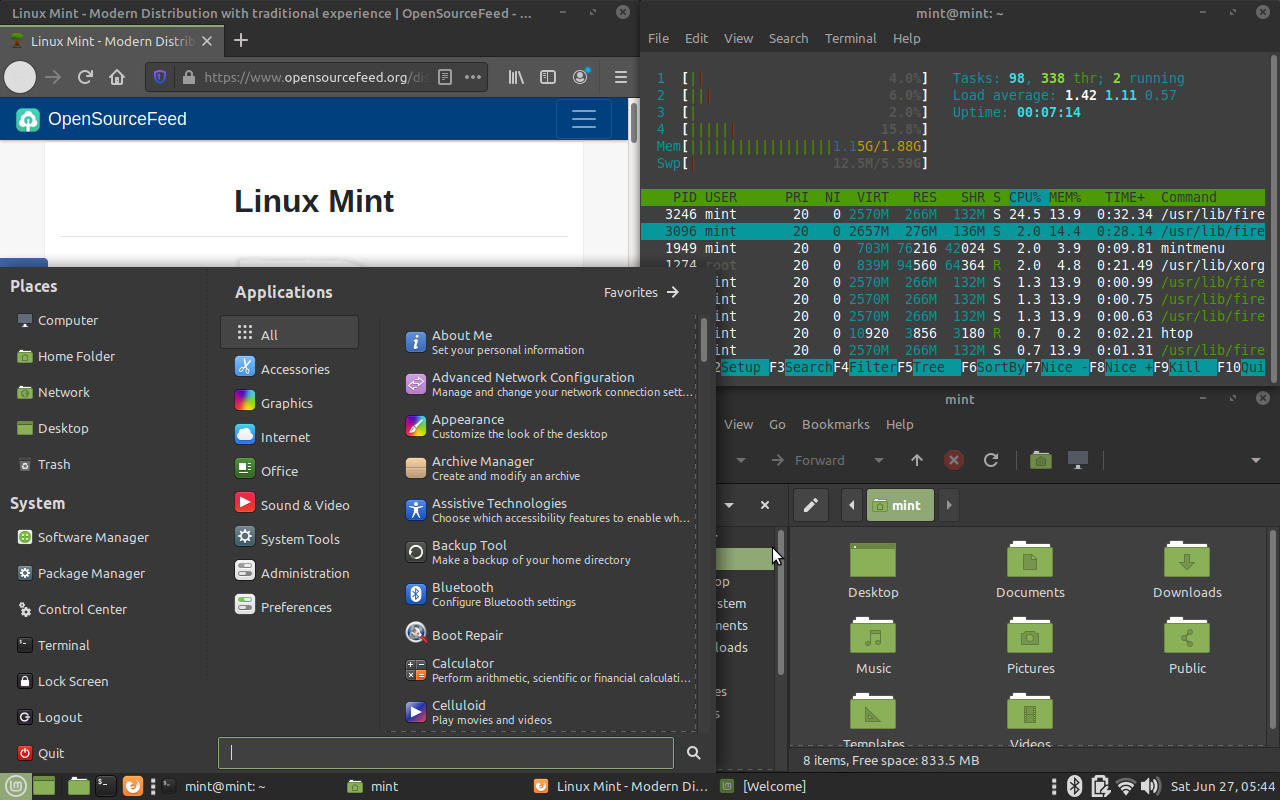 Linux Mint - Modern Distribution with traditional experience | OpenSourceFeed - ...
Linux Mint - Modern Distrib
https://www.opensourcefeed.org/dis
OpenSourceFeed
Linux Mint
mint@mint: ~
File Edit View Search Terminal Help
1 [|| 4.0%] Tasks: 98, 338 thr; 2 running
2 [||| 6.0%] Load average: 1.42 1.11 0.57
3 [| 2.0%] Uptime: 00:07:14
4 [|||||| 15.8%]
Mem[||||||||||||||||||1.15G/1.88G]
Swp[| 12.5M/5.59G]
PID USER PRI NI VIRT RES SHR S CPU% MEM% TIME+ Command
3246 mint 20 0 2570M 266M 132M S 24.5 13.9 0:32.34 /usr/lib/fire
3096 mint 20 0 2657M 276M 136M S 2.0 14.4 0:28.14 /usr/lib/fire
1949 mint 20 0 703M 76216 42024 S 2.0 3.9 0:09.81 mintmenu
1274 root 20 0 839M 94560 64364 R 2.0 4.8 0:21.49 /usr/lib/xorg
mint 20 0 2570M 266M 132M S 1.3 13.9 0:00.99 /usr/lib/fire
mint 20 0 2570M 266M 132M S 1.3 13.9 0:00.75 /usr/lib/fire
mint 20 0 2570M 266M 132M S 1.3 13.9 0:00.63 /usr/lib/fire
mint 20 0 10920 3856 3180 R 0.7 0.2 0:02.21 htop
mint 20 0 2570M 266M 132M S 0.7 13.9 0:01.31 /usr/lib/fire
2Setup F3SearchF4FilterF5Tree F6SortByF7Nice -F8Nice +F9Kill F10Qui
Places
Computer
Home Folder
Network
Desktop
Trash
System
Software Manager
Package Manager
Control Center
Terminal
Lock Screen
Logout
Quit
Applications
Favorites
All
Accessories
Graphics
Internet
Office
Sound & Video
System Tools
Administration
Preferences
About Me
Set your personal information
Advanced Network Configuration
Manage and change your network connection sett...
Appearance
Customize the look of the desktop
Archive Manager
Create and modify an archive
Assistive Technologies
Choose which accessibility features to enable wh...
Backup Tool
Make a backup of your home directory
Bluetooth
Configure Bluetooth settings
Boot Repair
Calculator
Perform arithmetic, scientific or financial calculati...
Celluloid
Play movies and videos
mint
View Go Bookmarks Help
Forward
mint
op
stem
ments
loads
es
s
Desktop
Documents
Downloads
Music
Pictures
Public
Templates
Videos
8 items, Free space: 833.5 MB
mint@mint: ~
mint
Linux Mint - Modern Di...
[Welcome]
Sat Jun 27, 05:44